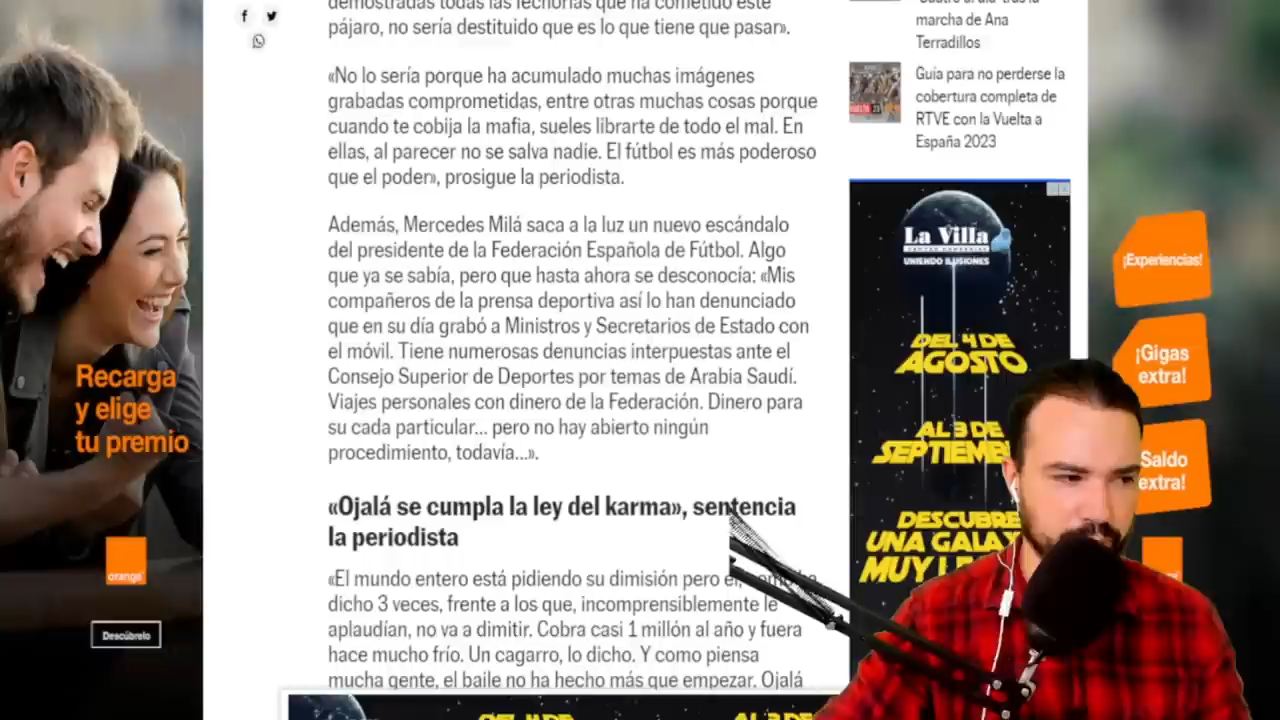 demostradas todas las fechorías que ha cometido este
pájaro, no sería destituido que es lo que tiene que pasar».
«No lo sería porque ha acumulado muchas imágenes
grabadas comprometidas, entre otras muchas cosas porque
cuando te cobija la mafia, sueles librarte de todo el mal. En
ellas, al parecer no se salva nadie. El fútbol es más poderoso
que el poder», prosigue la periodista.
Además, Mercedes Milá saca a la luz un nuevo escándalo
del presidente de la Federación Española de Fútbol. Algo
que ya se sabía, pero que hasta ahora se desconocía: «Mis
compañeros de la prensa deportiva así lo han denunciado
que en su día grabó a Ministros y Secretarios de Estado con
el móvil. Tiene numerosas denuncias interpuestas ante el
Consejo Superior de Deportes por temas de Arabia Saudí.
Viajes personales con dinero de la Federación. Dinero para
su cada particular... pero no hay abierto ningún
procedimiento, todavía...».
«Ojalá se cumpla la ley del karma», sentencia
la periodista
«El mundo entero está pidiendo su dimisión pero él, como ha
dicho 3 veces, frente a los que, incomprensiblemente le
aplaudían, no va a dimitir. Cobra casi 1 millón al año y fuera
hace mucho frío. Un cagarro, lo dicho. Y como piensa
mucha gente, el baile no ha hecho más que empezar. Ojalá
marcha de Ana
Terradillos
Guía para no perderse la
cobertura completa de
RTVE con la Vuelta a
España 2023
La Villa
UNIENDO ILUSIONES
DEL 4 DE
AGOSTO
AL 3 DE
DESCUBRE
UNA
MUY
Recarga
y elige
tu premio
orange
Descúbrelo
¡Experiencias!
¡Gigas
extra!
Saldo
extra!